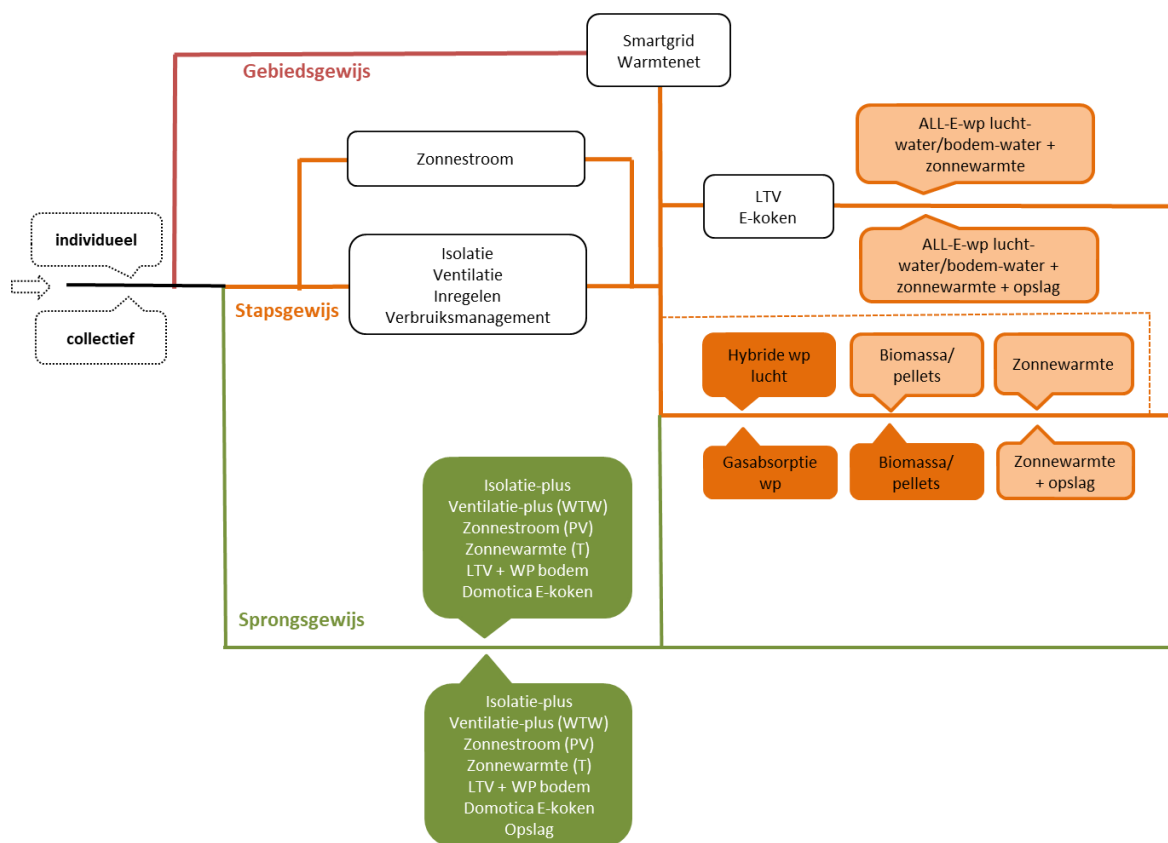 Smartgrid
Warmtenet
Gebiedsgewijs
Zonnestroom
individueel
collectief
Stapsgewijs
Isolatie
Ventilatie
Inregelen
Verbruiksmanagement
ALL-E-wp lucht-
water/bodem-water +
zonnewarmte
LTV
E-koken
ALL-E-wp lucht-
water/bodem-water +
zonnewarmte + opslag
Hybride wp
lucht
Biomassa/
pellets
Zonnewarmte
Gasabsorptie
wp
Biomassa/
pellets
Zonnewarmte
+ opslag
Isolatie-plus
Ventilatie-plus (WTW)
Zonnestroom (PV)
Zonnewarmte (T)
LTV + WP bodem
Domotica E-koken
Sprongsgewijs
Isolatie-plus
Ventilatie-plus (WTW)
Zonnestroom (PV)
Zonnewarmte (T)
LTV + WP bodem
Domotica E-koken
Opslag